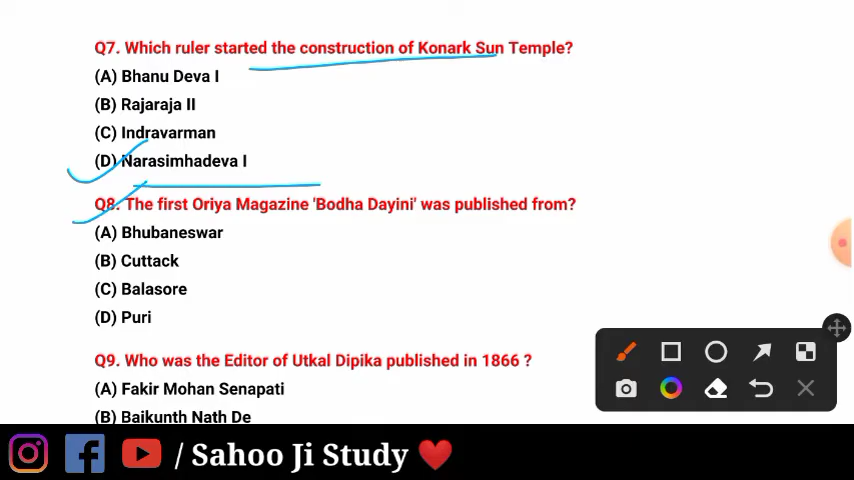 Q7. Which ruler started the construction of Konark Sun Temple?
(A) Bhanu Deva I
(B) Rajaraja II
(C) Indravarman
(D) Narasimhadeva I
Q8. The first Oriya Magazine 'Bodha Dayini' was published from?
(A) Bhubaneswar
(B) Cuttack
(C) Balasore
(D) Puri
Q9. Who was the Editor of Utkal Dipika published in 1866 ?
(A) Fakir Mohan Senapati
(B) Baikunth Nath De
/ Sahoo Ji Study ❤️